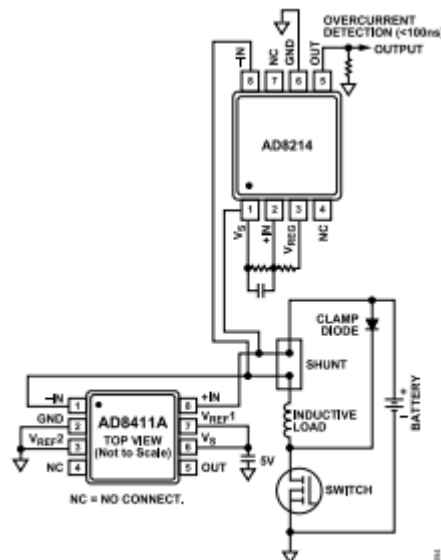 OVERCURRENT
DETECTION (<100ns)
OUTPUT
–IN
NC
GND
OUT
8
7
6
5
AD8214
1
2
3
4
VS
+IN
VREG
NC
CLAMP
DIODE
SHUNT
BATTERY
+
–
INDUCTIVE
LOAD
SWITCH
–IN
GND
VREF2
NC
1
2
3
4
AD8411A
TOP VIEW
(Not to Scale)
8
7
6
5
+IN
VREF1
VS
OUT
5V
NC = NO CONNECT.